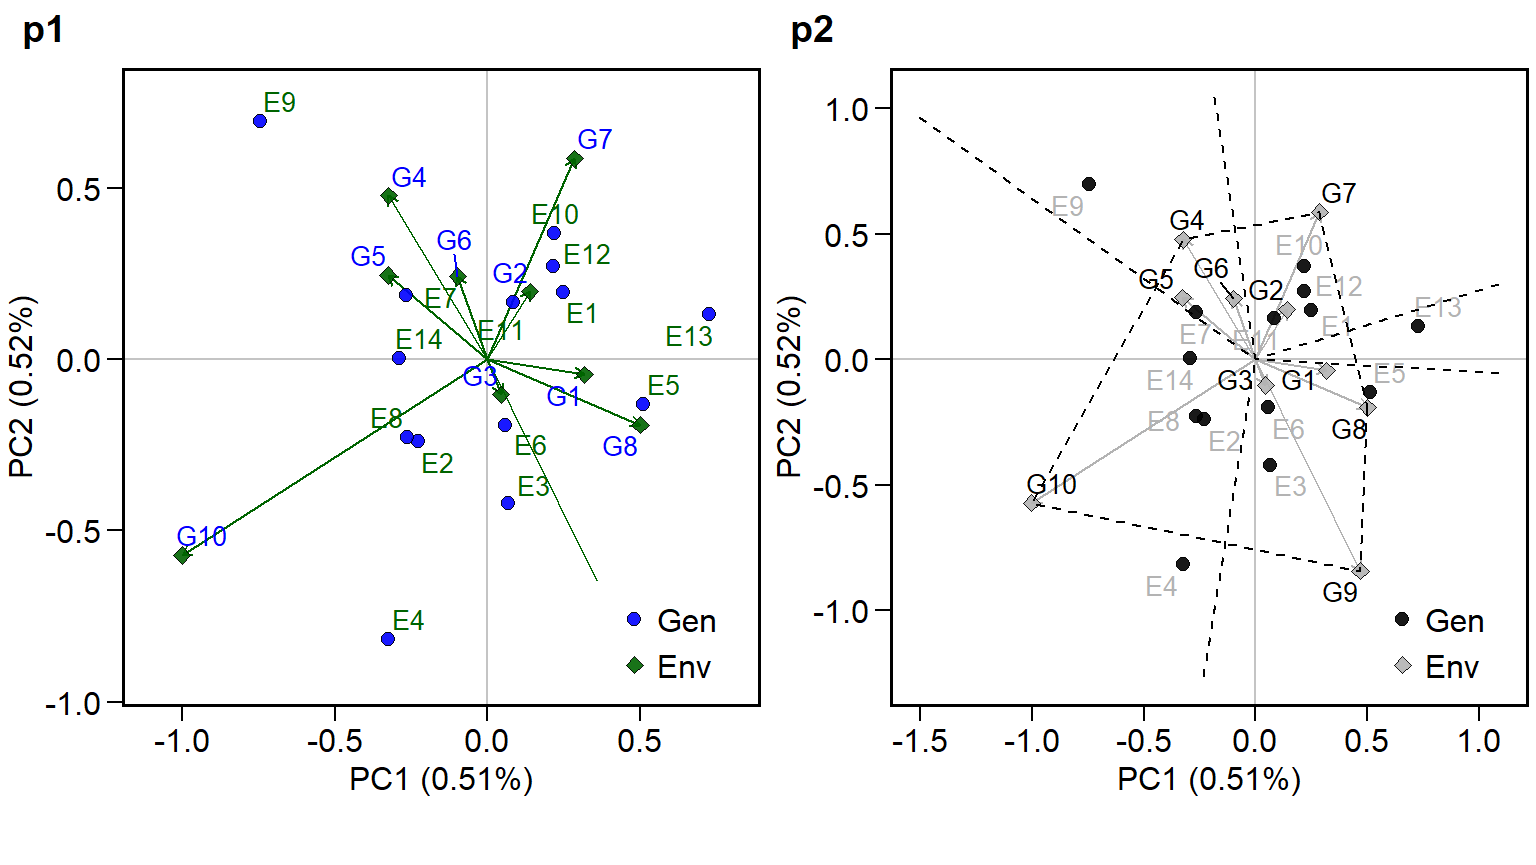 p1
E9
G7
G4
0.5
E10
G6
G5
E12
G2
E7
E1
E11
E14
E13
0.0
G3
E5
G1
E8
G8
E6
E2
E3
-0.5
G10
E4
Gen
Env
-1.0
-1.0 -0.5 0.0 0.5
PC1 (0.51%)
PC2 (0.52%)
p2
1.0
G7
E9
G4
0.5
E10
G6
G5
G2
E12
E13
E7
E1
E11
0.0
E14
G3
G1
E5
E8
E6
G8
E2
-0.5
G10
E3
E4
G9
-1.0
Gen
Env
-1.5 -1.0 -0.5 0.0 0.5 1.0
PC1 (0.51%)
PC2 (0.52%)